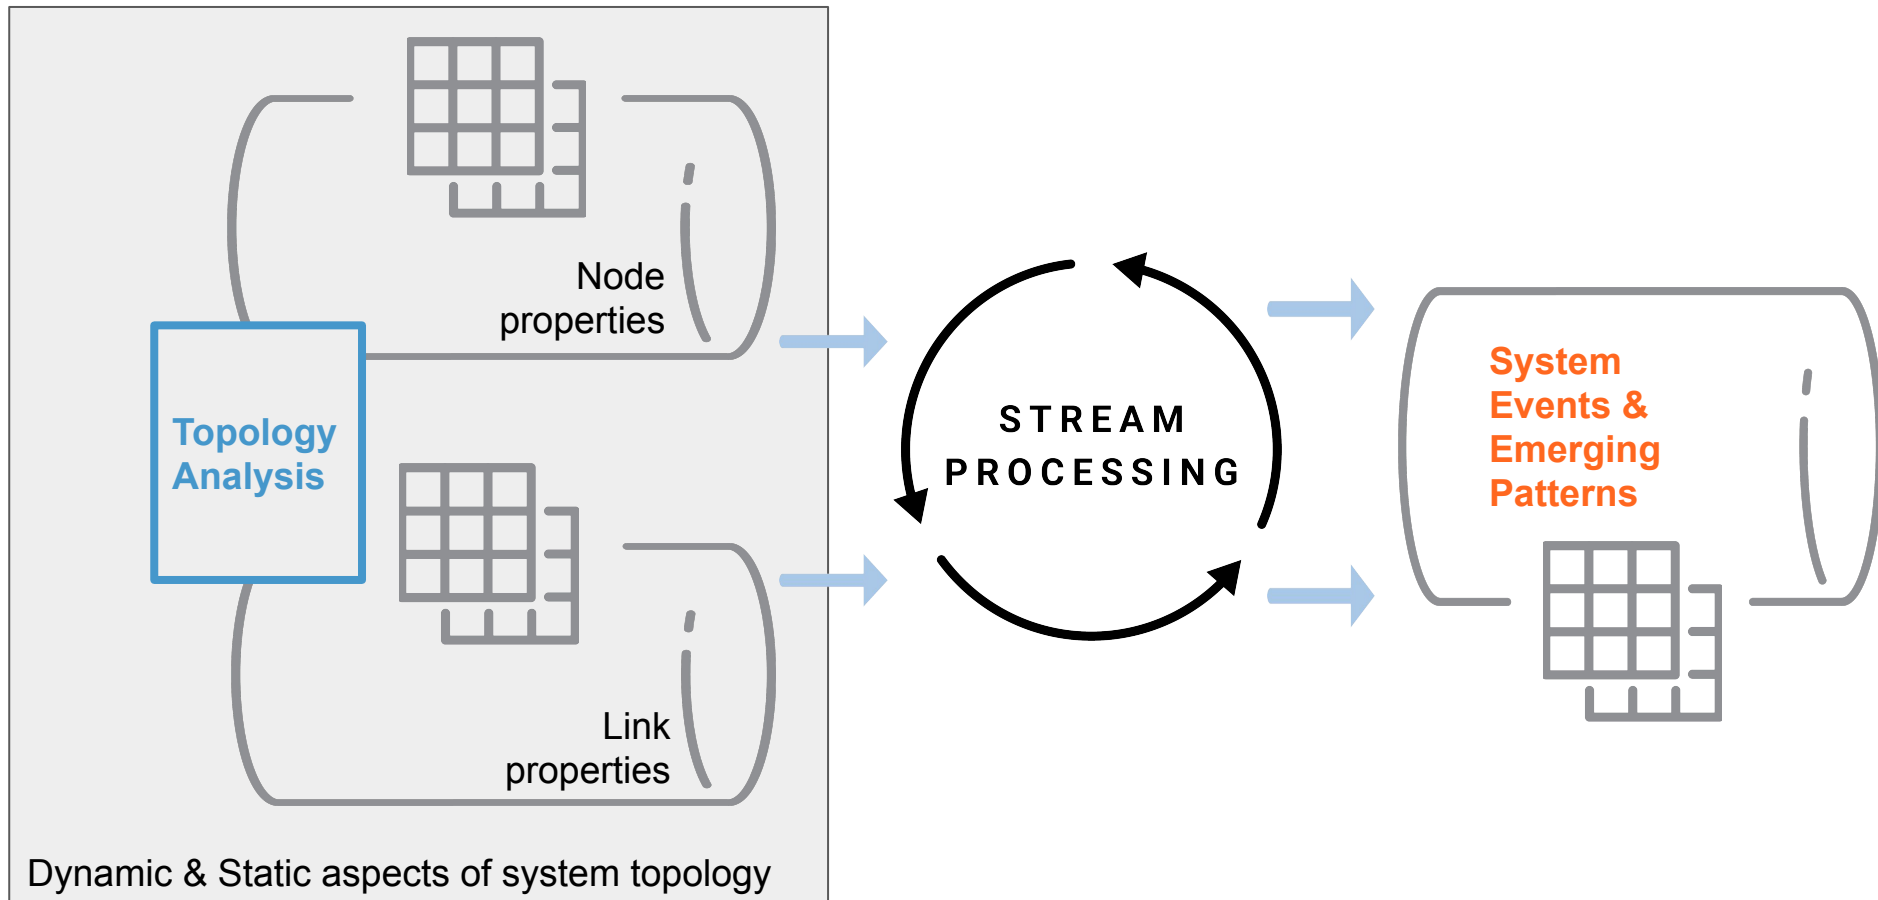 Node
properties
Topology
Analysis
Link
properties
Dynamic & Static aspects of system topology
STREAM
PROCESSING
System
Events &
Emerging
Patterns